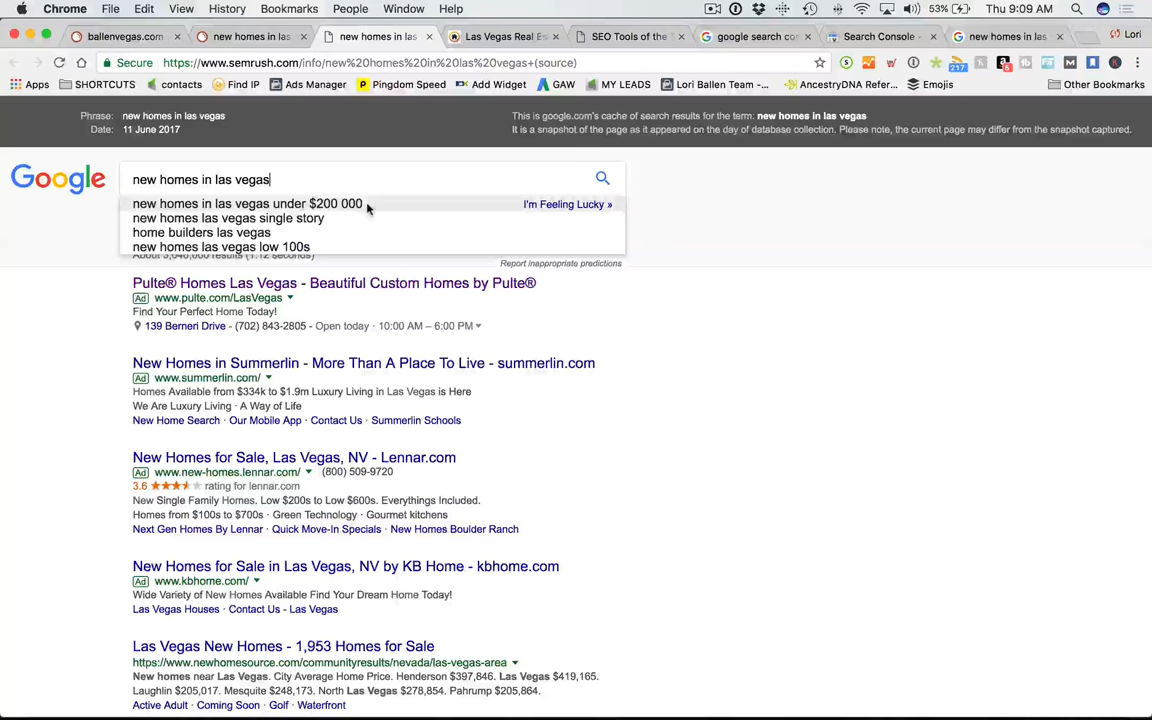 Chrome File Edit View History Bookmarks People Window Help 53% Thu 9:09 AM
ballenvegas.com new homes in las new homes in las Las Vegas Real Es SEO Tools of the google search co Search Console - new homes in las Lori
Secure https://www.semrush.com/info/new%20homes%20in%20las%20vegas+(source) 217
Apps SHORTCUTS contacts Find IP Ads Manager Pingdom Speed Add Widget GAW MY LEADS Lori Ballen Team -... AncestryDNA Refer... Emojis Other Bookmarks
Phrase: new homes in las vegas
Date: 11 June 2017
This is google.com's cache of search results for the term: new homes in las vegas
It is a snapshot of the page as it appeared on the day of database collection. Please note, the current page may differ from the snapshot captured.
Google
new homes in las vegas
new homes in las vegas under $200 000 I'm Feeling Lucky »
new homes las vegas single story
home builders las vegas
new homes las vegas low 100s
About 3,040,000 results (1.12 seconds)
Report inappropriate predictions
Pulte® Homes Las Vegas - Beautiful Custom Homes by Pulte®
Ad www.pulte.com/LasVegas
Find Your Perfect Home Today!
139 Berneri Drive - (702) 843-2805 - Open today · 10:00 AM – 6:00 PM
New Homes in Summerlin - More Than A Place To Live - summerlin.com
Ad www.summerlin.com/
Homes Available from $334k to $1.9m Luxury Living in Las Vegas is Here
We Are Luxury Living · A Way of Life
New Home Search · Our Mobile App · Contact Us · Summerlin Schools
New Homes for Sale, Las Vegas, NV - Lennar.com
Ad www.new-homes.lennar.com/ (800) 509-9720
3.6 rating for lennar.com
New Single Family Homes. Low $200s to Low $600s. Everything Included.
Homes from $100s to $700s · Green Technology · Gourmet kitchens
Next Gen Homes By Lennar · Quick Move-In Specials · New Homes Boulder Ranch
New Homes for Sale in Las Vegas, NV by KB Home - kbhome.com
Ad www.kbhome.com/
Wide Variety of New Homes Available Find Your Dream Home Today!
Las Vegas Houses · Contact Us - Las Vegas
Las Vegas New Homes - 1,953 Homes for Sale
https://www.newhomesource.com/communityresults/nevada/las-vegas-area
New homes near Las Vegas. City Average Home Price. Henderson $397,846. Las Vegas $419,165.
Laughlin $205,017. Mesquite $248,173. North Las Vegas $278,854. Pahrump $205,864.
Active Adult · Coming Soon · Golf · Waterfront